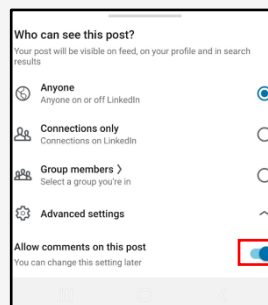 Who can see this post?
Your post will be visible on feed, on your profile and in search
results
Anyone
Anyone on or off LinkedIn
Connections only
Connections on LinkedIn
Group members >
Select a group you're in
Advanced settings
Allow comments on this post
You can change this setting later